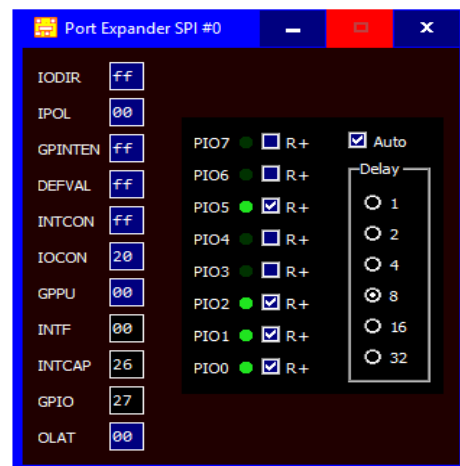 Port Expander SPI #0
IODIR ff
IPOL 00
GPINTEN ff
DEFVAL ff
INTCON ff
IOCON 20
GPPU 00
INTF 00
INTCAP 26
GPIO 27
OLAT 00
PIO7 R+
PIO6 R+
PIO5 R+
PIO4 R+
PIO3 R+
PIO2 R+
PIO1 R+
PIO0 R+
Auto
Delay
1
2
4
8
16
32